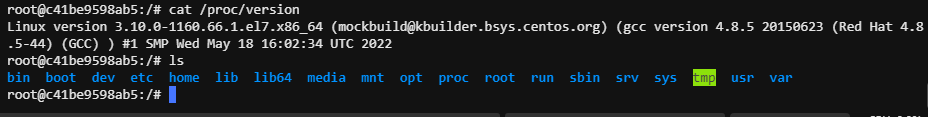 root@c41be9598ab5:/# cat /proc/version
Linux version 3.10.0-1160.66.1.el7.x86_64 (mockbuild@kbuilder.bsys.centos.org) (gcc version 4.8.5 20150623 (Red Hat 4.8
.5-44) (GCC) ) #1 SMP Wed May 18 16:02:34 UTC 2022
root@c41be9598ab5:/# ls
bin boot dev etc home lib lib64 media mnt opt proc root run sbin srv sys tmp usr var
root@c41be9598ab5:/#